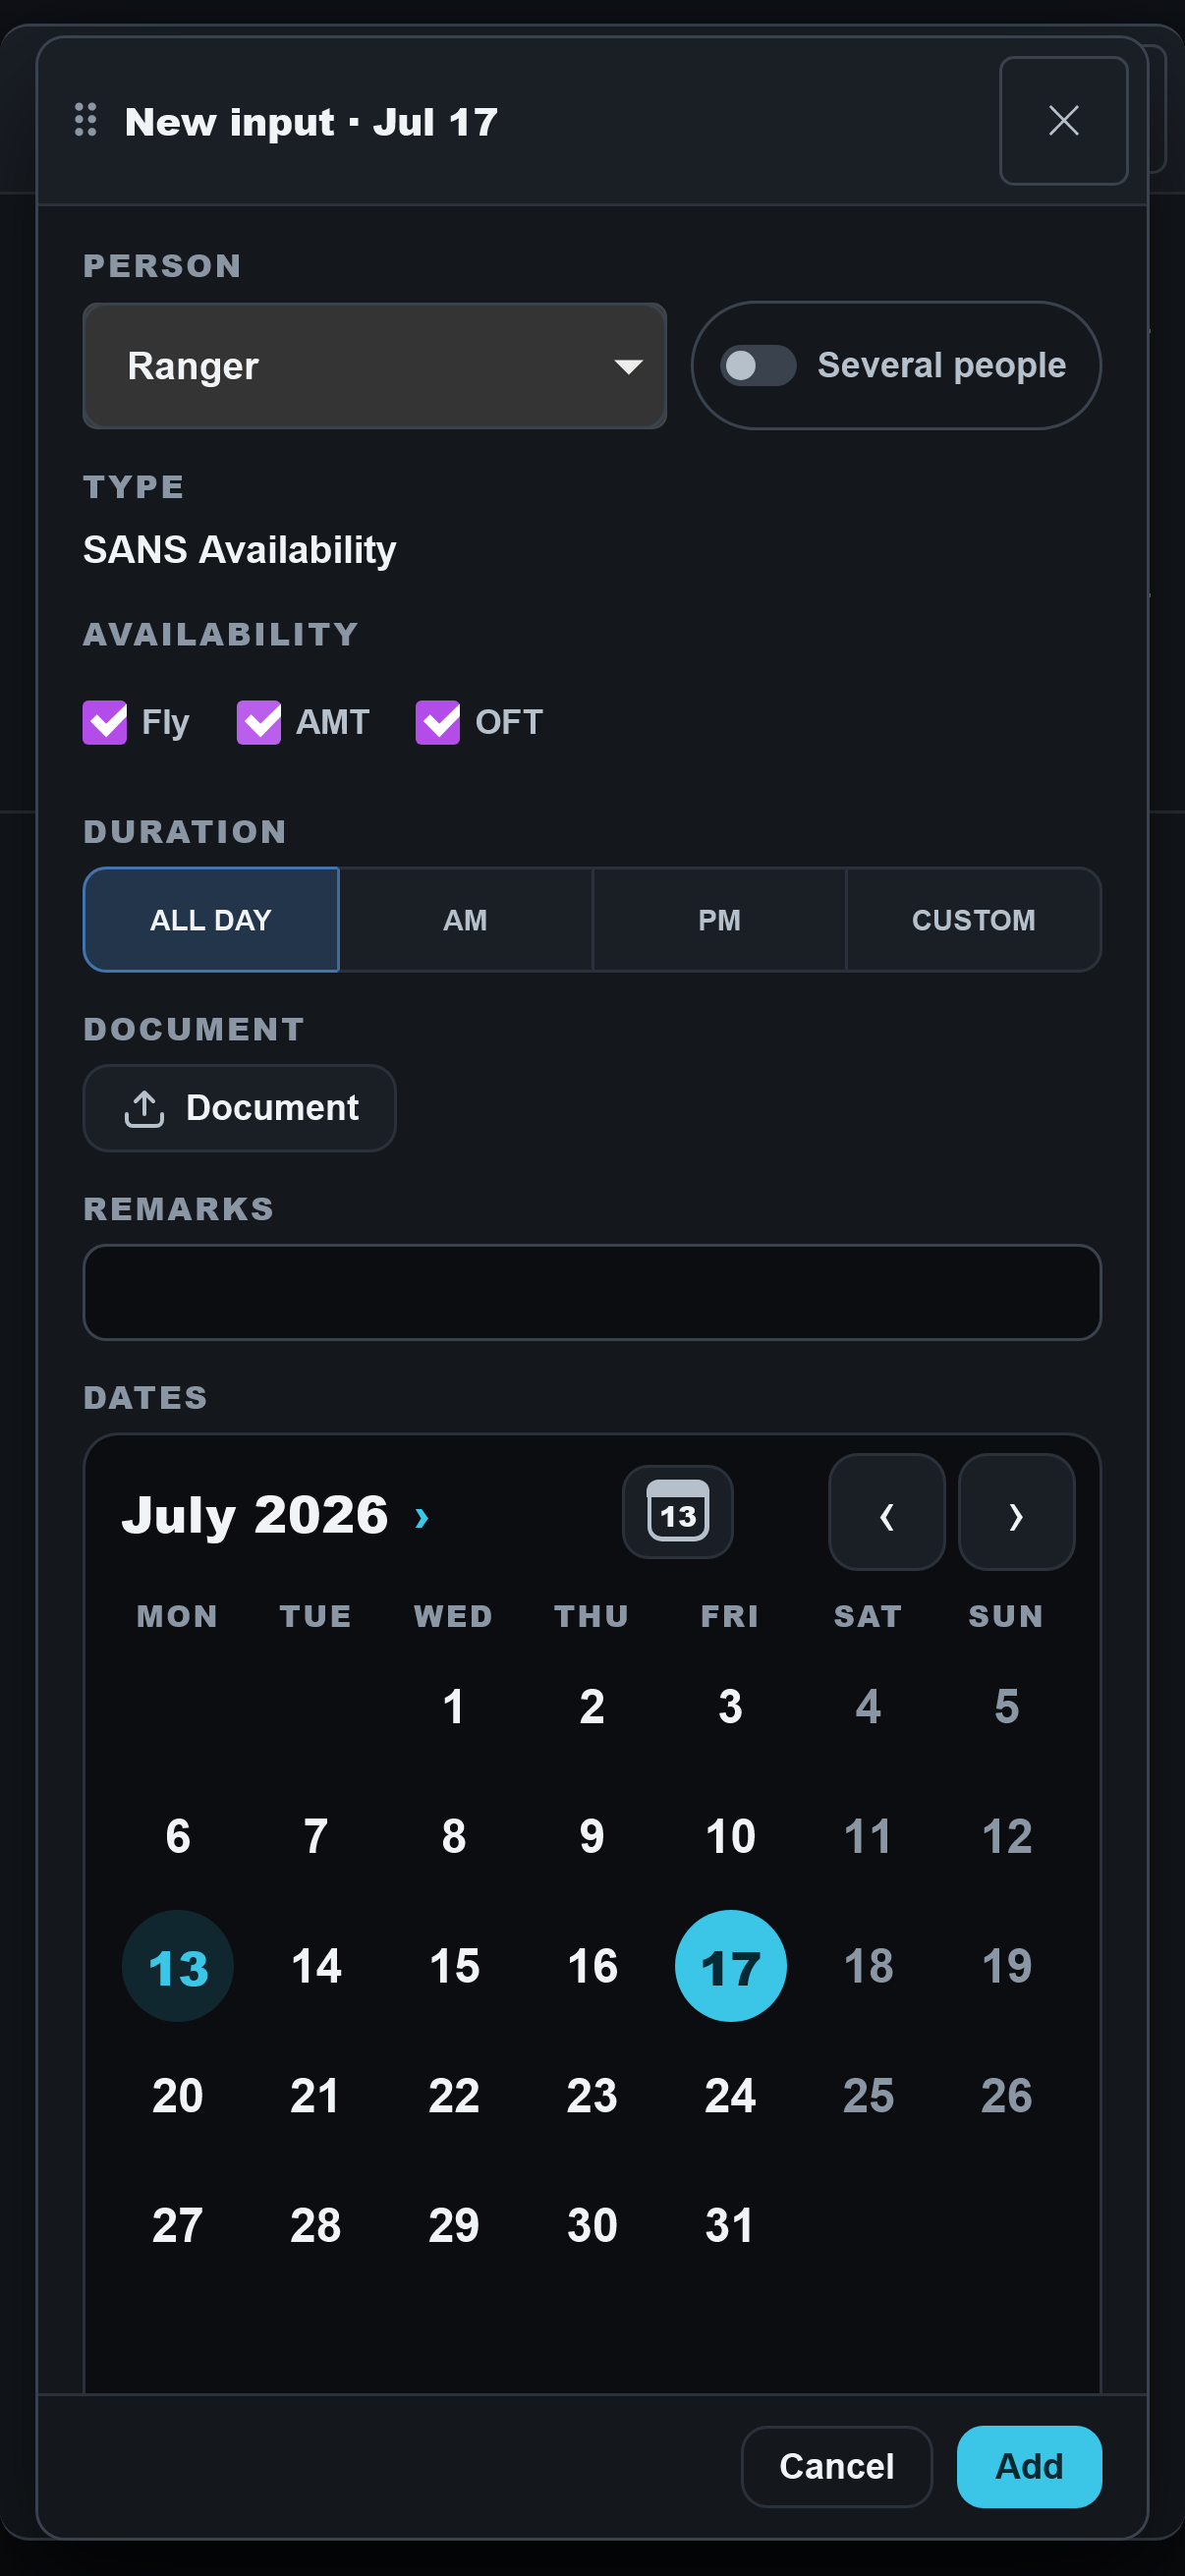 New input · Jul 17
PERSON
Ranger
Several people
TYPE
SANS Availability
AVAILABILITY
Fly AMT OFT
DURATION
ALL DAY AM PM CUSTOM
DOCUMENT
Document
REMARKS
DATES
July 2026 › 13 ‹ ›
MON TUE WED THU FRI SAT SUN
1 2 3 4 5
6 7 8 9 10 11 12
13 14 15 16 17 18 19
20 21 22 23 24 25 26
27 28 29 30 31
Cancel Add